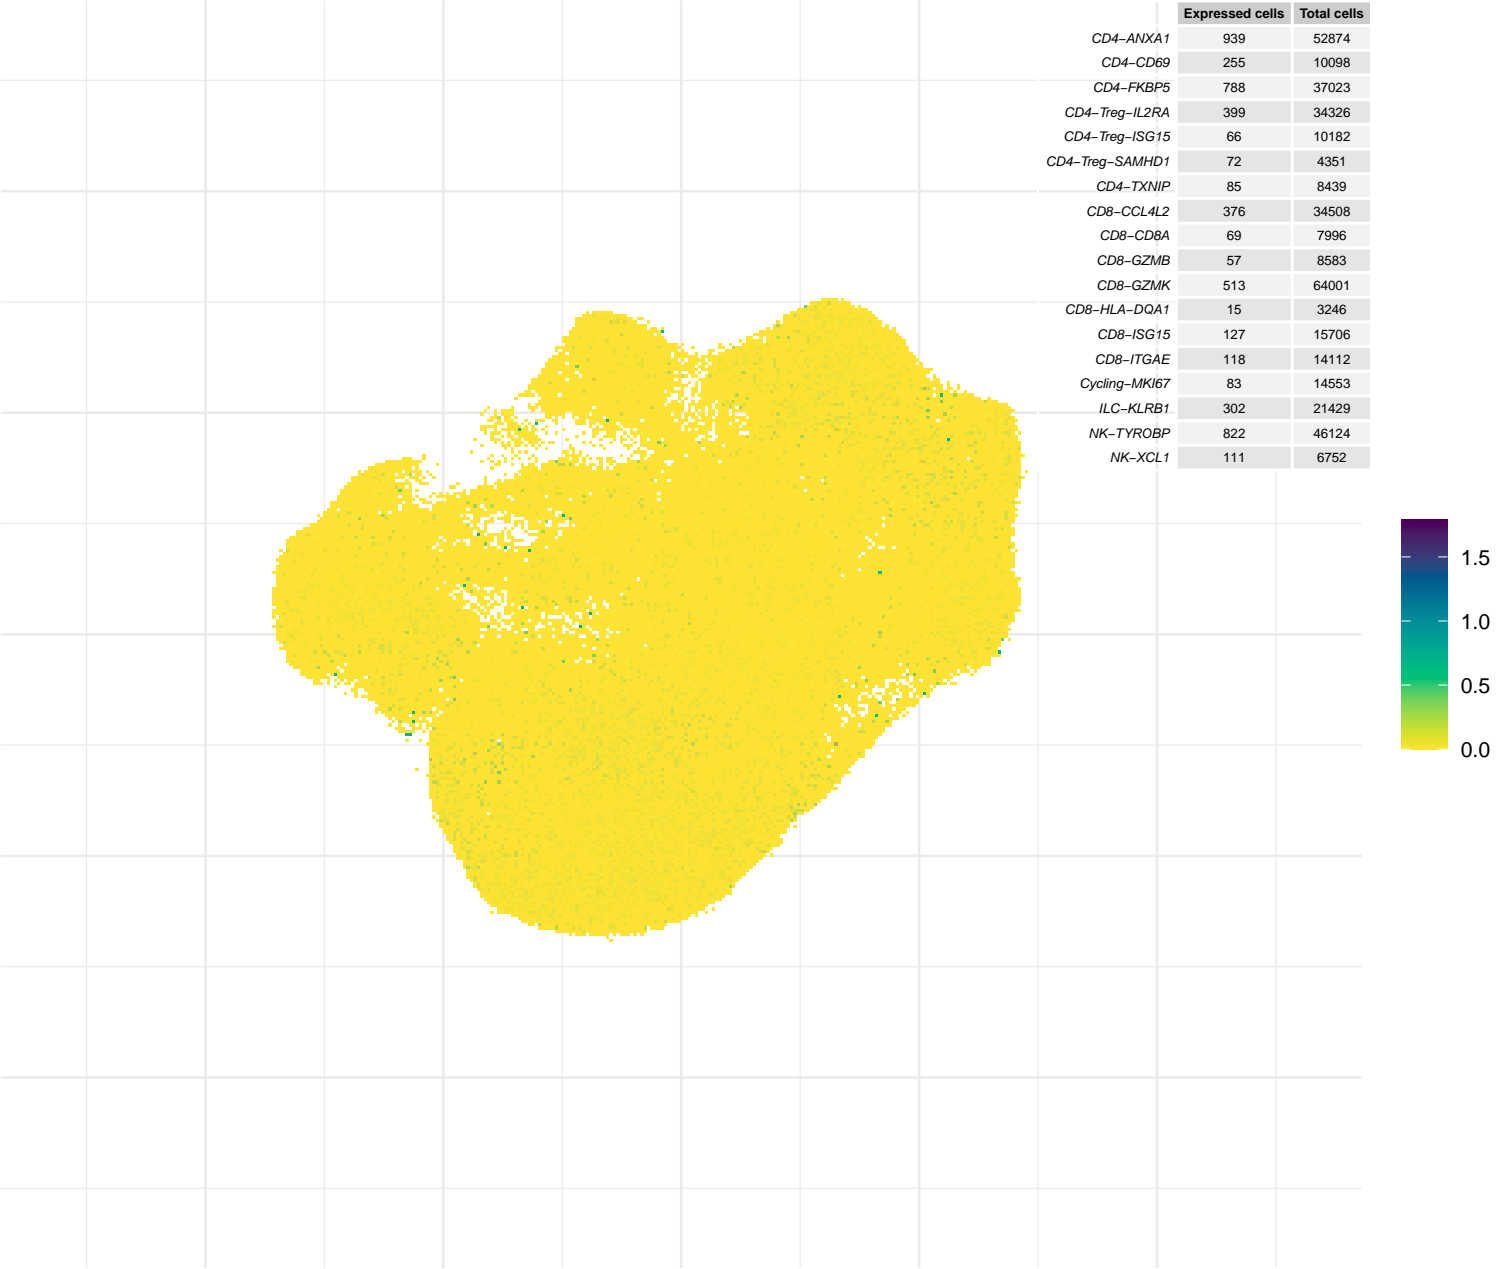 Expressed cells Total cells
CD4−ANXA1 939 52874
CD4−CD69 255 10098
CD4−FKBP5 788 37023
CD4−Treg−IL2RA 399 34326
CD4−Treg−ISG15 66 10182
CD4−Treg−SAMHD1 72 4351
CD4−TXNIP 85 8439
CD8−CCL4L2 376 34508
CD8−CD8A 69 7996
CD8−GZMB 57 8583
CD8−GZMK 513 64001
CD8−HLA−DQA1 15 3246
CD8−ISG15 127 15706
CD8−ITGAE 118 14112
Cycling−MKI67 83 14553
ILC−KLRB1 302 21429
NK−TYROBP 822 46124
NK−XCL1 111 6752
1.5
1.0
0.5
0.0